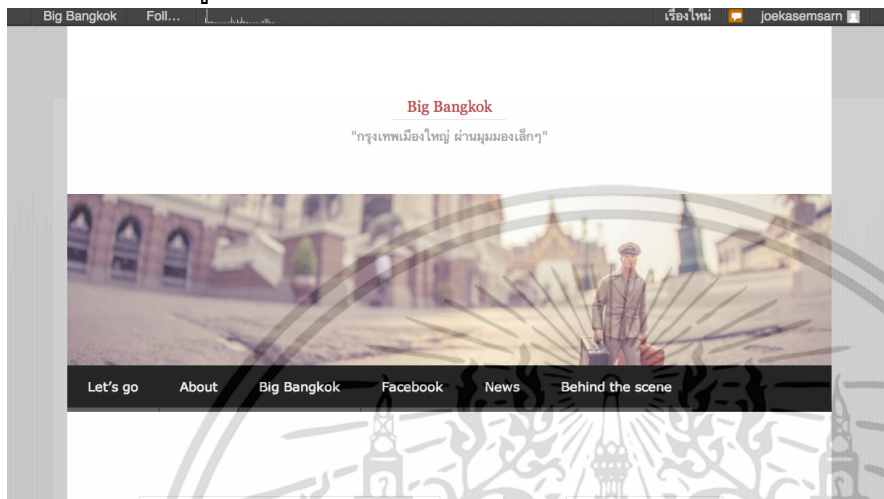 Big Bangkok Foll... เรื่องใหม่ joekasemsarn
Big Bangkok
"กรุงเทพเมืองใหญ่ ผ่านมุมมองเล็กๆ"
Let's go About Big Bangkok Facebook News Behind the scene